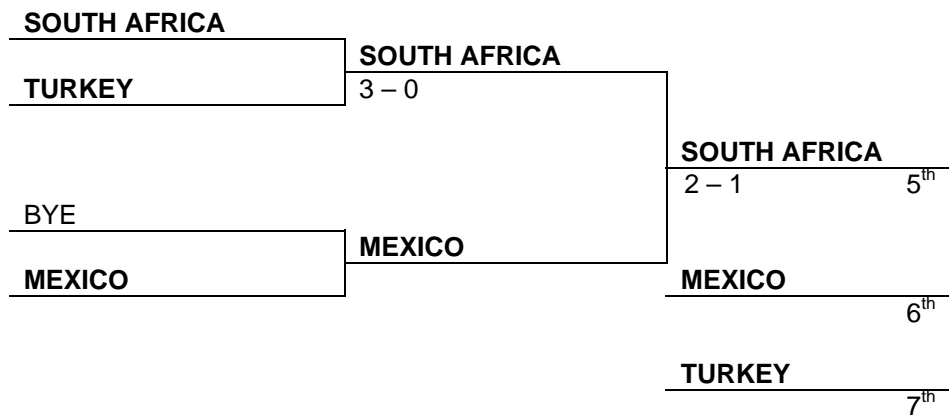 SOUTH AFRICA
SOUTH AFRICA
TURKEY
3 – 0
SOUTH AFRICA
2 – 1 5th
BYE
MEXICO
MEXICO
MEXICO
6th
TURKEY
7th